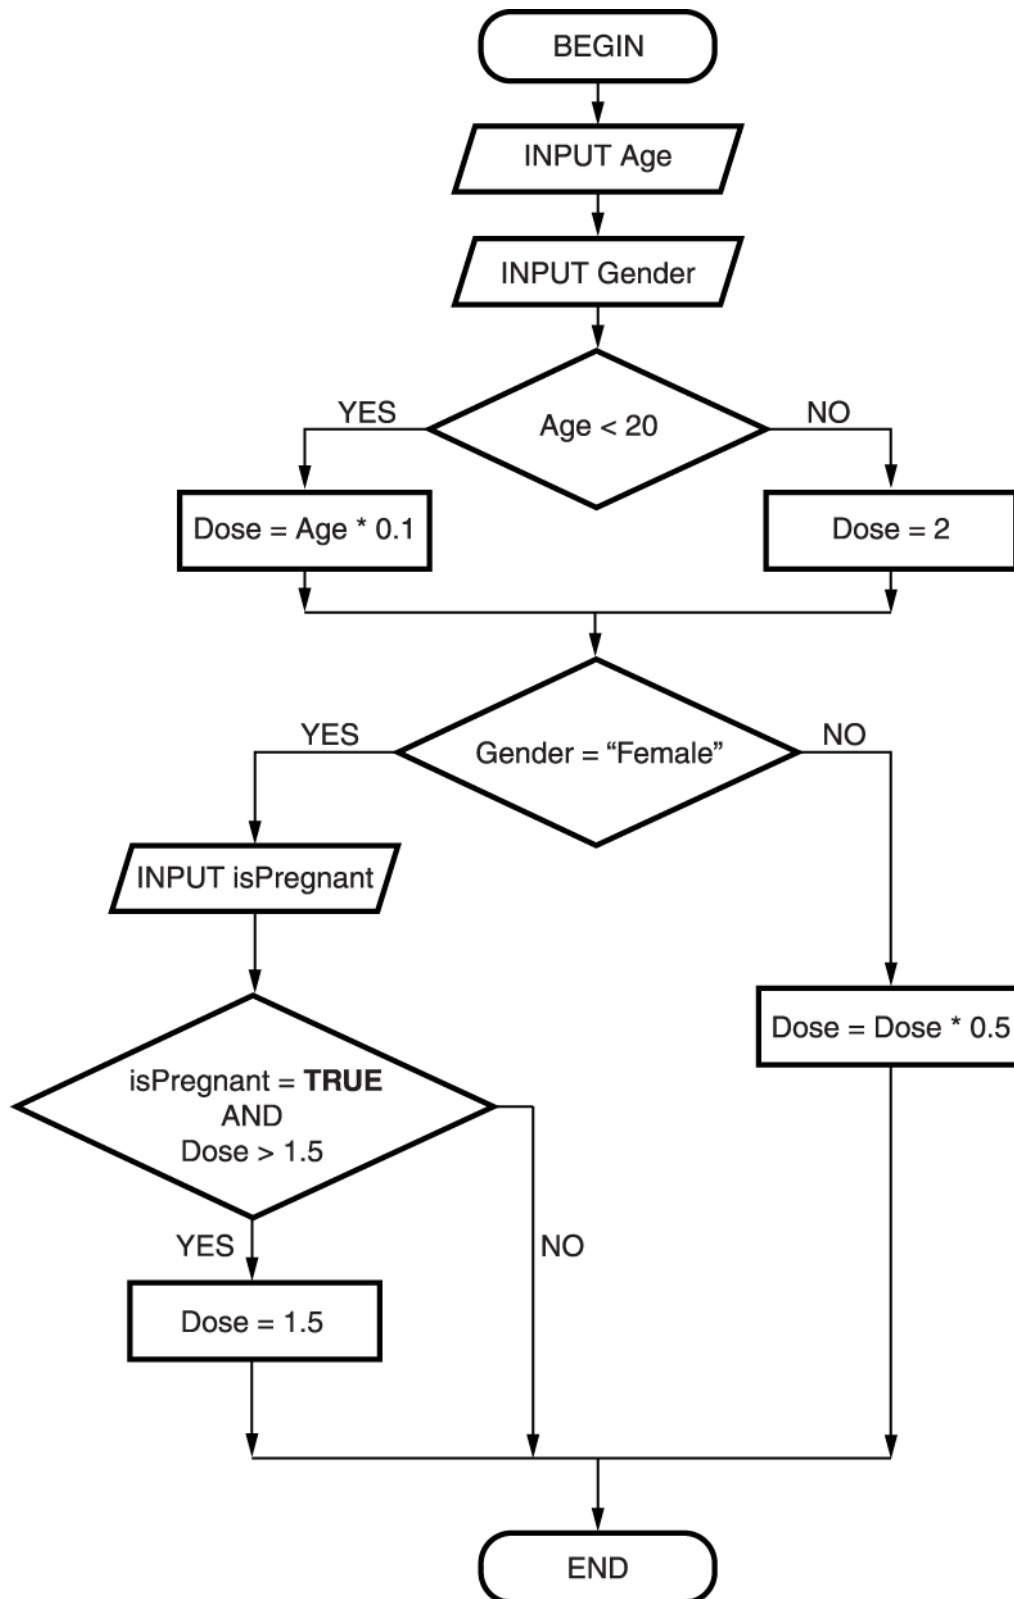 BEGIN
INPUT Age
INPUT Gender
YES
Age < 20
NO
Dose = Age * 0.1
Dose = 2
YES
Gender = “Female”
NO
INPUT isPregnant
Dose = Dose * 0.5
isPregnant = TRUE
AND
Dose > 1.5
YES
NO
Dose = 1.5
END